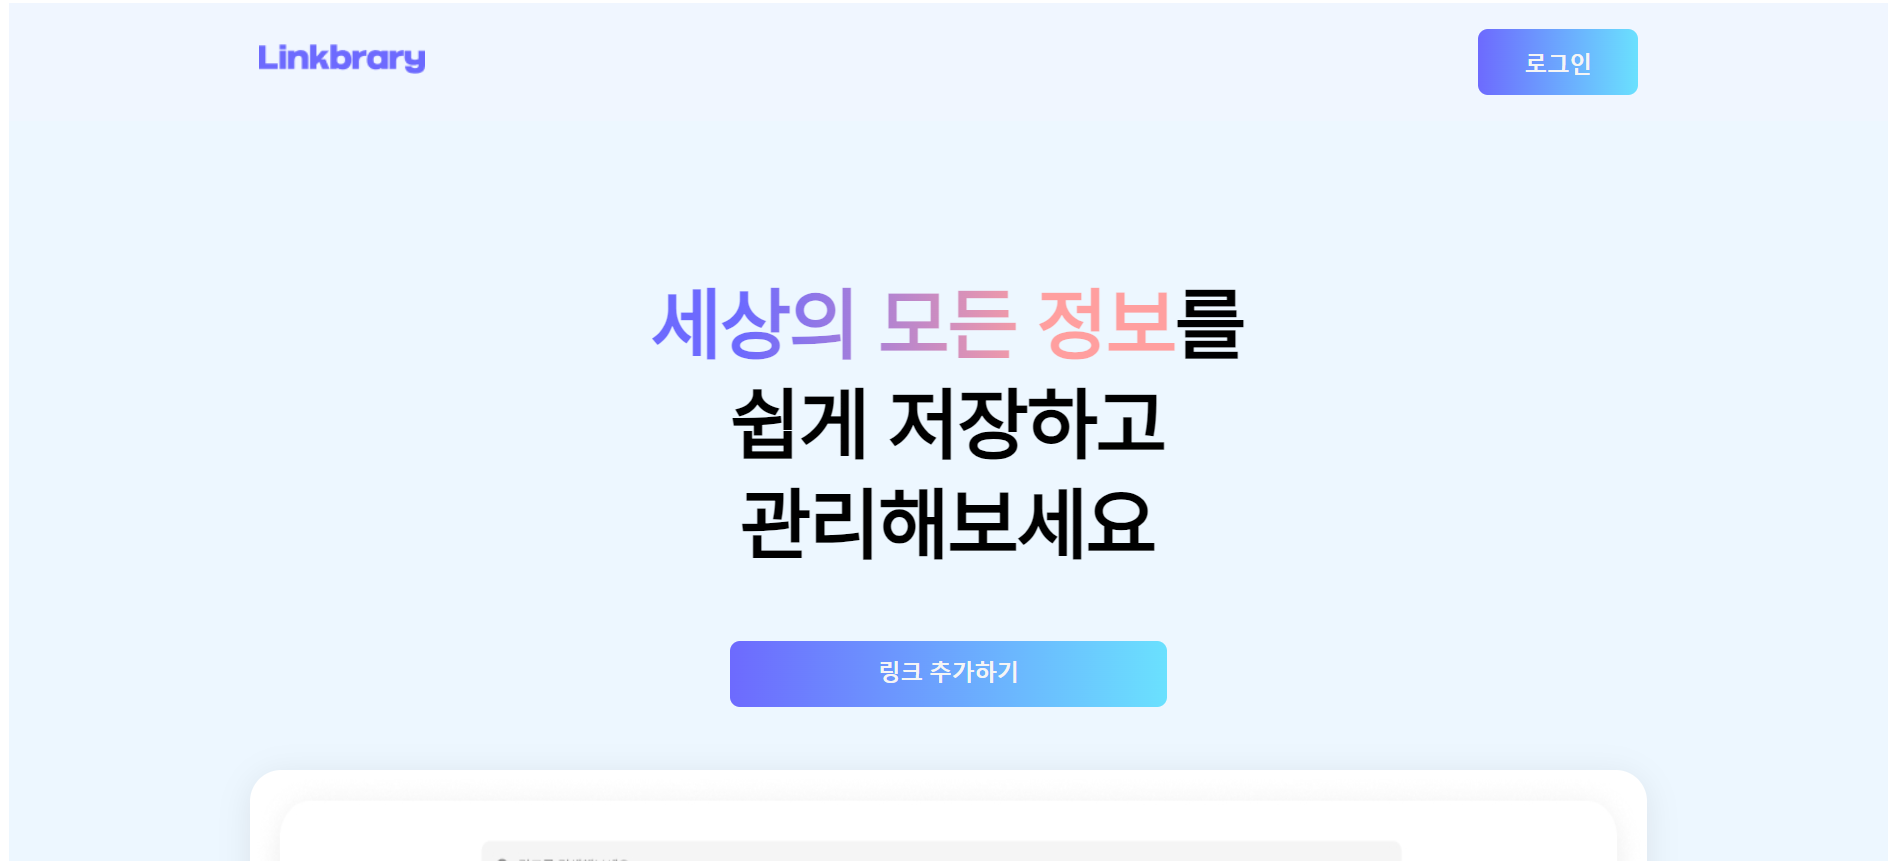 Linkbrary
로그인
세상의 모든 정보를
쉽게 저장하고
관리해보세요
링크 추가하기